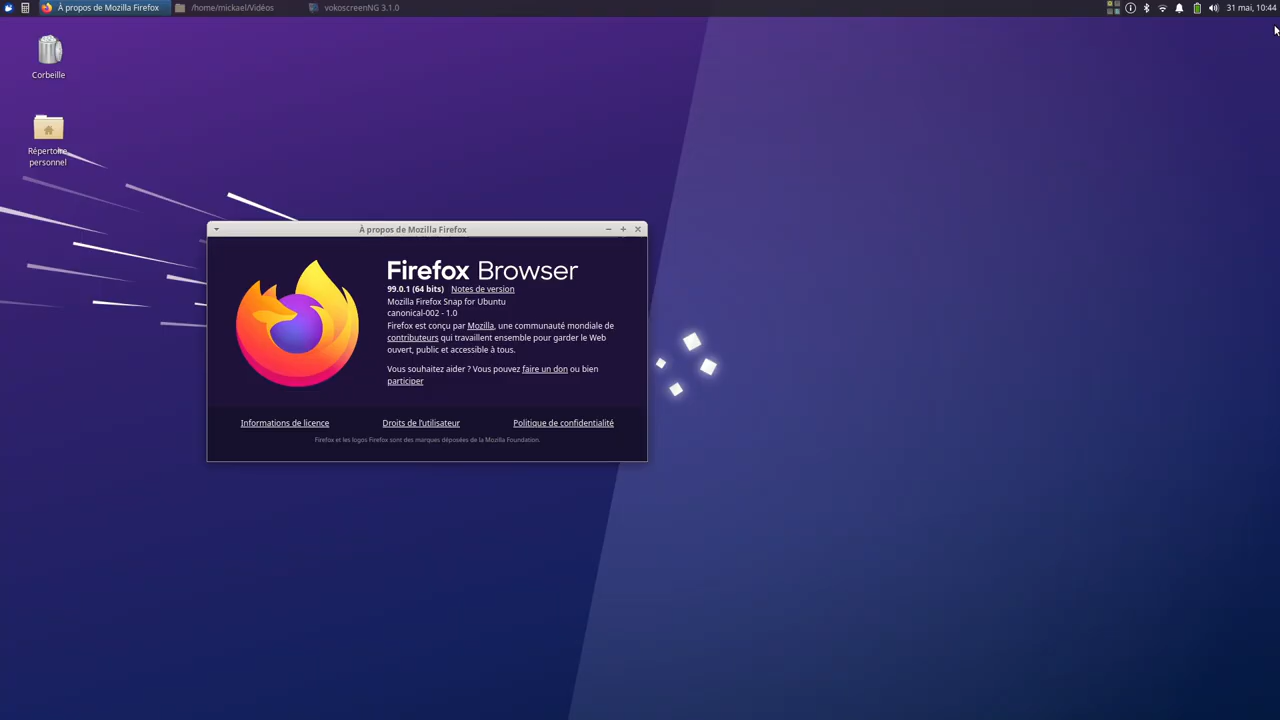 À propos de Mozilla Firefox
/home/mickael/Vidéos
vokoscreenNG 3.1.0
31 mai, 10:44
Corbeille
Répertoire
personnel
À propos de Mozilla Firefox
Firefox Browser
99.0.1 (64 bits) Notes de version
Mozilla Firefox Snap for Ubuntu
canonical-002 - 1.0
Firefox est conçu par Mozilla, une communauté mondiale de
contributeurs qui travaillent ensemble pour garder le Web
ouvert, public et accessible à tous.
Vous souhaitez aider ? Vous pouvez faire un don ou bien
participer
Informations de licence
Droits de l'utilisateur
Politique de confidentialité
Firefox et les logos Firefox sont des marques déposées de la Mozilla Foundation.